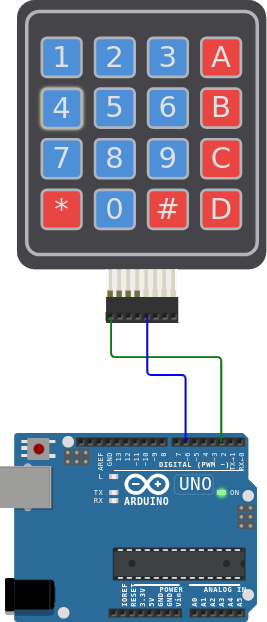 1 2 3 A
4 5 6 B
7 8 9 C
* 0 # D
AREF
GND
13
12
~11
~10
~9
8
7
~6
~5
4
~3
2
TX→1
RX←0
DIGITAL (PWM ~)
L
UNO
TX
RX
ON
ARDUINO
IOREF
RESET
3.3V
5V
GND
GND
Vin
POWER
ANALOG IN
A0
A1
A2
A3
A4
A5